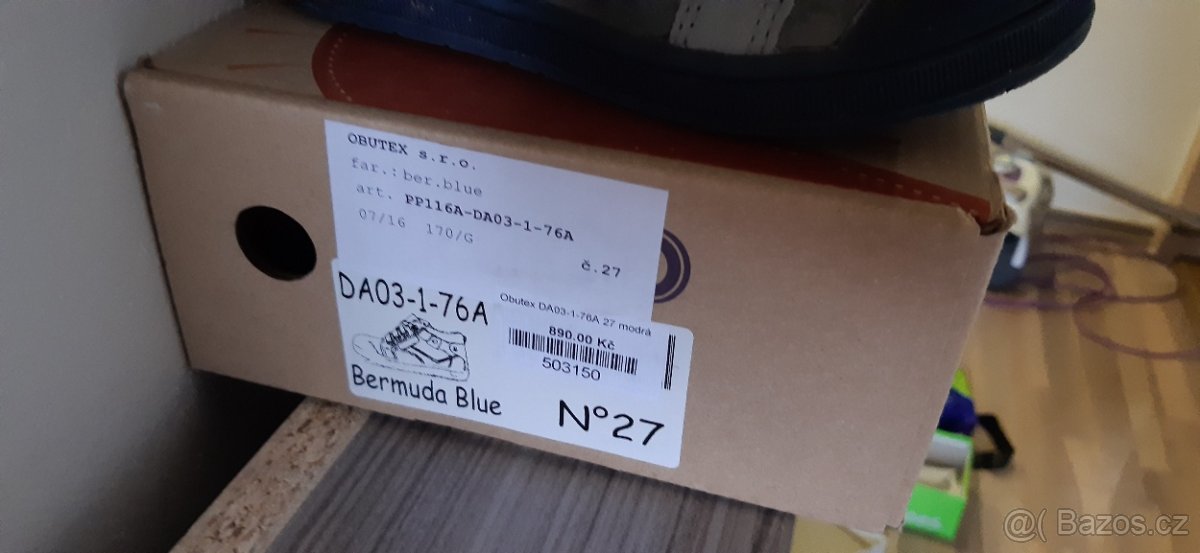 OBUTEX s.r.o.
far.: ber.blue
art. PP116A-DA03-1-76A
07/16 170/G
č.27
DA03-1-76A
Obutex DA03-1-76A 27 modrá
890.00 Kč
503150
Bermuda Blue
N°27
@( Bazos.cz